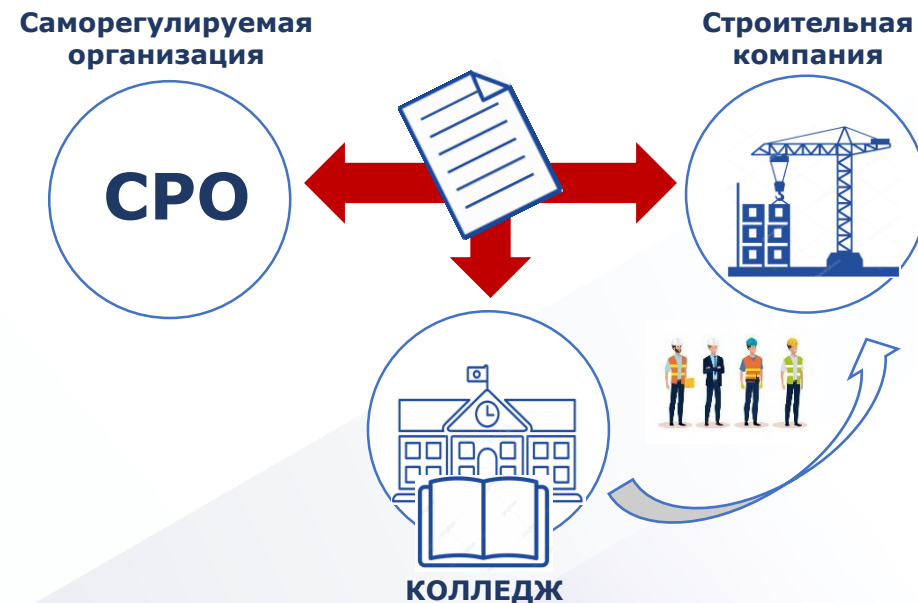 Саморегулируемая
организация
Строительная
компания
СРО
КОЛЛЕДЖ